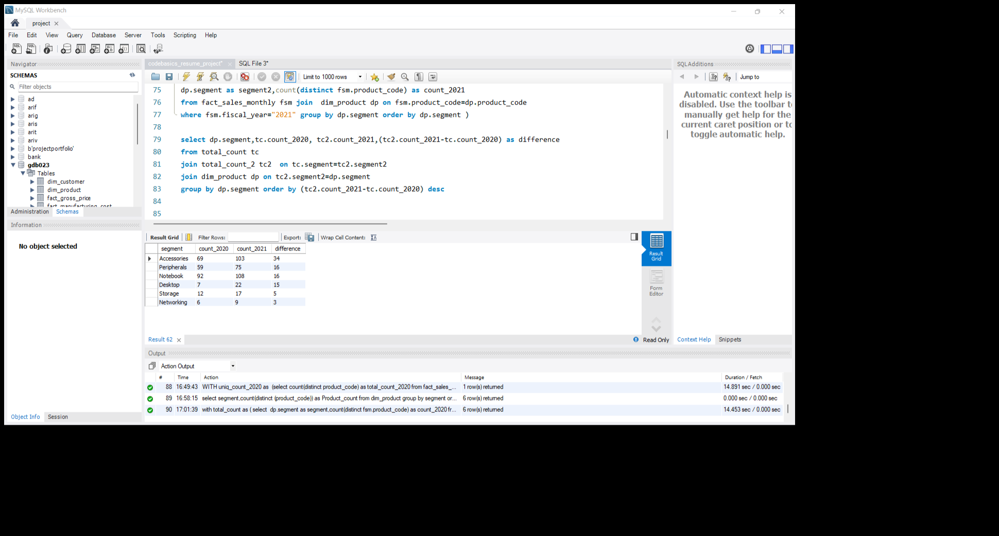 MySQL Workbench
project
File Edit View Query Database Server Tools Scripting Help
Navigator
SCHEMAS
Filter objects
ad
arif
arig
aris
arit
ariv
b'projectportfolio'
bank
gdb023
Tables
dim_customer
dim_product
fact_gross_price
fact_manufacturing_cost
Administration Schemas
Information
No object selected
Object Info Session
codebasics_resume_project* SQL File 3*
Limit to 1000 rows
75 dp.segment as segment2,count(distinct fsm.product_code) as count_2021
76 from fact_sales_monthly fsm join  dim_product dp on fsm.product_code=dp.product_code
77 where fsm.fiscal_year="2021" group by dp.segment order by dp.segment )
78
79 select dp.segment,tc.count_2020, tc2.count_2021,(tc2.count_2021-tc.count_2020) as difference
80 from total_count tc
81 join total_count_2 tc2  on tc.segment=tc2.segment2
82 join dim_product dp on tc2.segment2=dp.segment
83 group by dp.segment order by (tc2.count_2021-tc.count_2020) desc
84
85
Result Grid Filter Rows: Export: Wrap Cell Content:
segment count_2020 count_2021 difference
Accessories 69 103 34
Peripherals 59 75 16
Notebook 92 108 16
Desktop 7 22 15
Storage 12 17 5
Networking 6 9 3
Result Grid
Form Editor
Result 62
Read Only
SQLAdditions
Jump to
Automatic context help is
disabled. Use the toolbar to
manually get help for the
current caret position or to
toggle automatic help.
Context Help Snippets
Output
Action Output
# Time Action Message Duration / Fetch
88 16:49:43 WITH uniq_count_2020 as  (select count(distinct product_code) as total_count_2020 from fact_sales_... 1 row(s) returned 14.891 sec / 0.000 sec
89 16:58:15 select segment,count(distinct (product_code)) as Product_count from dim_product group by segment or... 6 row(s) returned 0.000 sec / 0.000 sec
90 17:01:39 with total_count as ( select  dp.segment as segment,count(distinct fsm.product_code) as count_2020 fr... 6 row(s) returned 14.453 sec / 0.000 sec